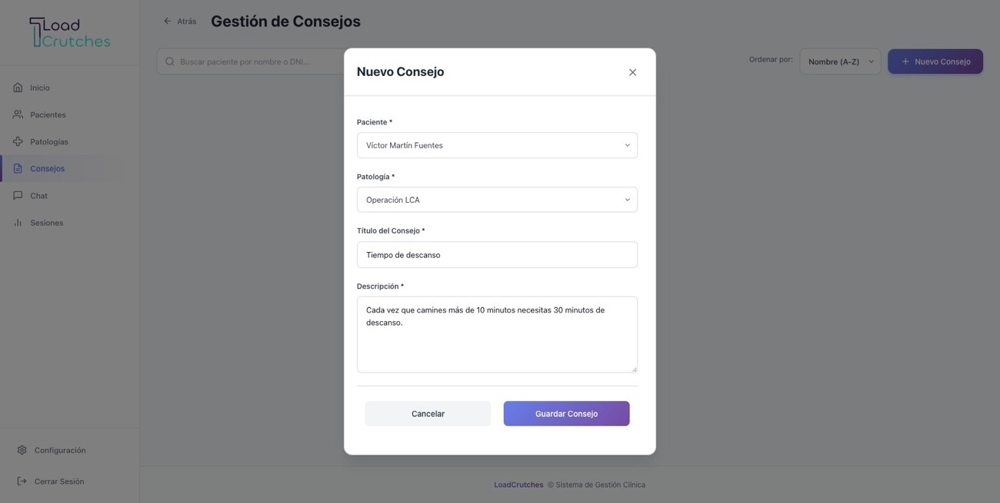 Load
Crutches
Inicio
Pacientes
Patologías
Consejos
Chat
Sesiones
Configuración
Cerrar Sesión
Atrás
Gestión de Consejos
Buscar paciente por nombre o DNI...
Ordenar por:
Nombre (A-Z)
Nuevo Consejo
Nuevo Consejo
Paciente *
Víctor Martín Fuentes
Patología *
Operación LCA
Título del Consejo *
Tiempo de descanso
Descripción *
Cada vez que camines más de 10 minutos necesitas 30 minutos de
descanso.
Cancelar
Guardar Consejo
LoadCrutches © Sistema de Gestión Clínica